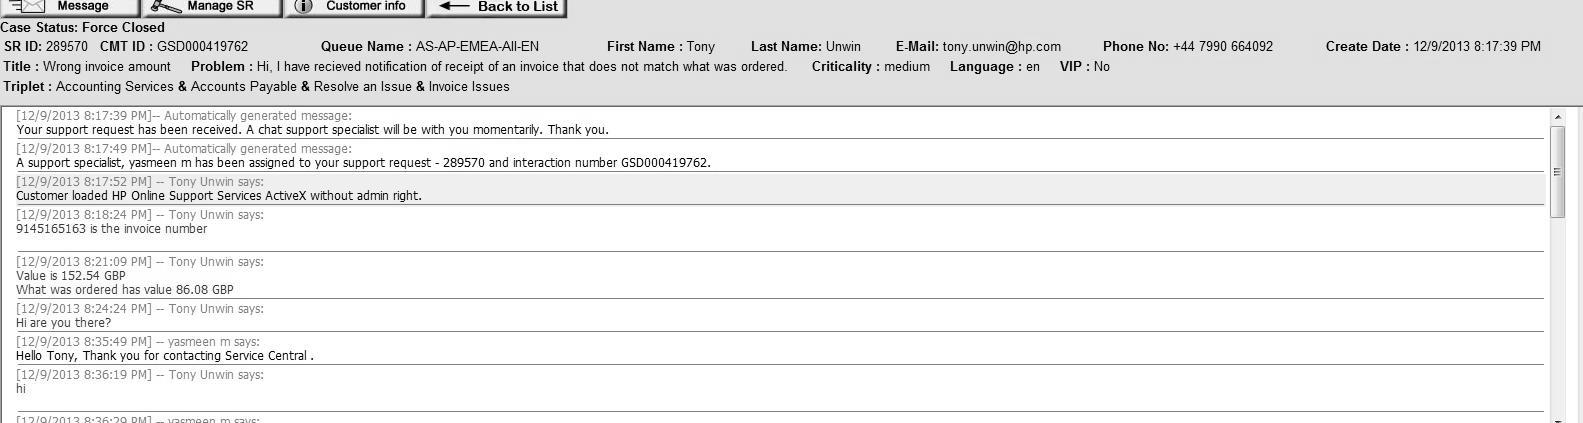 Message Manage SR Customer info Back to List
Case Status: Force Closed
SR ID: 289570 CMT ID : GSD000419762 Queue Name : AS-AP-EMEA-All-EN First Name : Tony Last Name: Unwin E-Mail: tony.unwin@hp.com Phone No: +44 7990 664092 Create Date : 12/9/2013 8:17:39 PM
Title : Wrong invoice amount Problem : Hi, I have recieved notification of receipt of an invoice that does not match what was ordered. Criticality : medium Language : en VIP : No
Triplet : Accounting Services & Accounts Payable & Resolve an Issue & Invoice Issues
[12/9/2013 8:17:39 PM]-- Automatically generated message:
Your support request has been received. A chat support specialist will be with you momentarily. Thank you.
[12/9/2013 8:17:49 PM]-- Automatically generated message:
A support specialist, yasmeen m has been assigned to your support request - 289570 and interaction number GSD000419762.
[12/9/2013 8:17:52 PM] -- Tony Unwin says:
Customer loaded HP Online Support Services ActiveX without admin right.
[12/9/2013 8:18:24 PM] -- Tony Unwin says:
9145165163 is the invoice number
[12/9/2013 8:21:09 PM] -- Tony Unwin says:
Value is 152.54 GBP
What was ordered has value 86.08 GBP
[12/9/2013 8:24:24 PM] -- Tony Unwin says:
Hi are you there?
[12/9/2013 8:35:49 PM] -- yasmeen m says:
Hello Tony, Thank you for contacting Service Central .
[12/9/2013 8:36:19 PM] -- Tony Unwin says:
hi
[12/9/2013 8:36:29 PM] -- yasmeen m says: